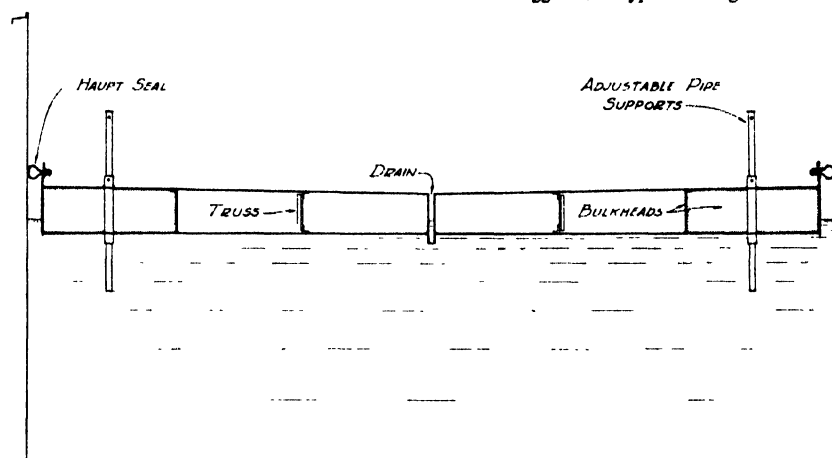 HAUPT SEAL
ADJUSTABLE PIPE
SUPPORTS
DRAIN
TRUSS
BULKHEADS